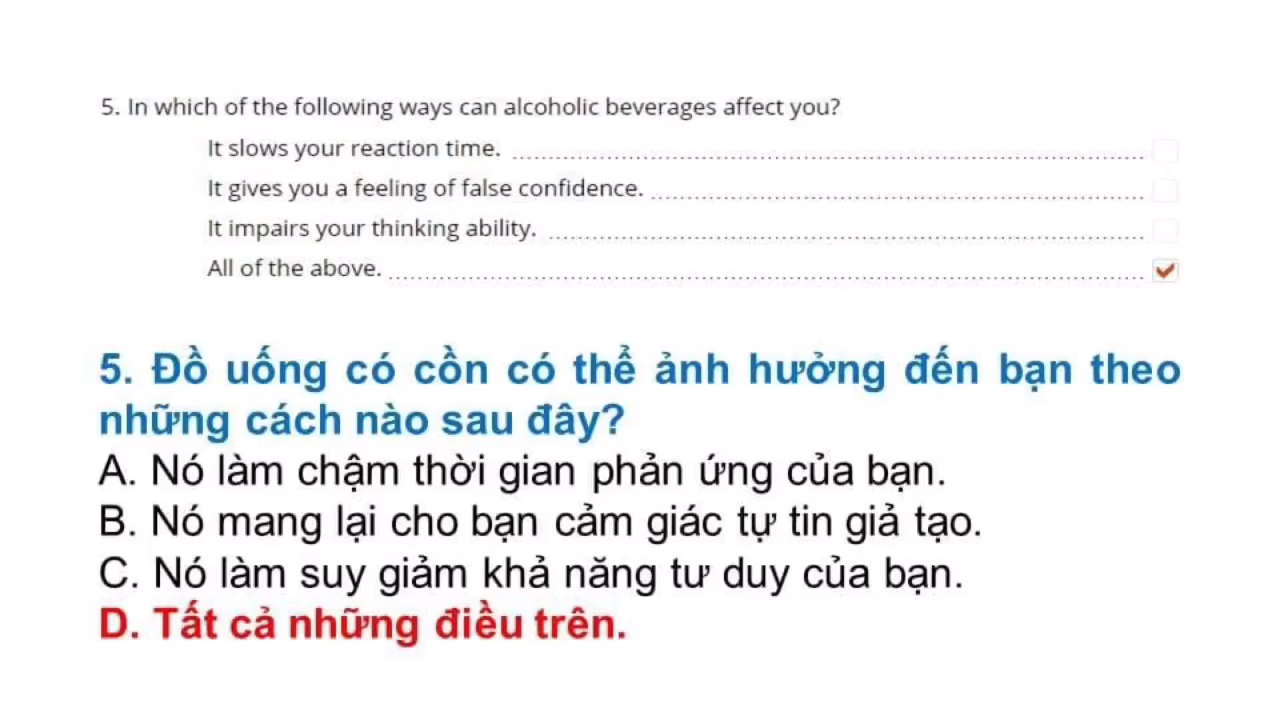 5. In which of the following ways can alcoholic beverages affect you?
It slows your reaction time.
It gives you a feeling of false confidence.
It impairs your thinking ability.
All of the above.
5. Đồ uống có cồn có thể ảnh hưởng đến bạn theo
những cách nào sau đây?
A. Nó làm chậm thời gian phản ứng của bạn.
B. Nó mang lại cho bạn cảm giác tự tin giả tạo.
C. Nó làm suy giảm khả năng tư duy của bạn.
D. Tất cả những điều trên.